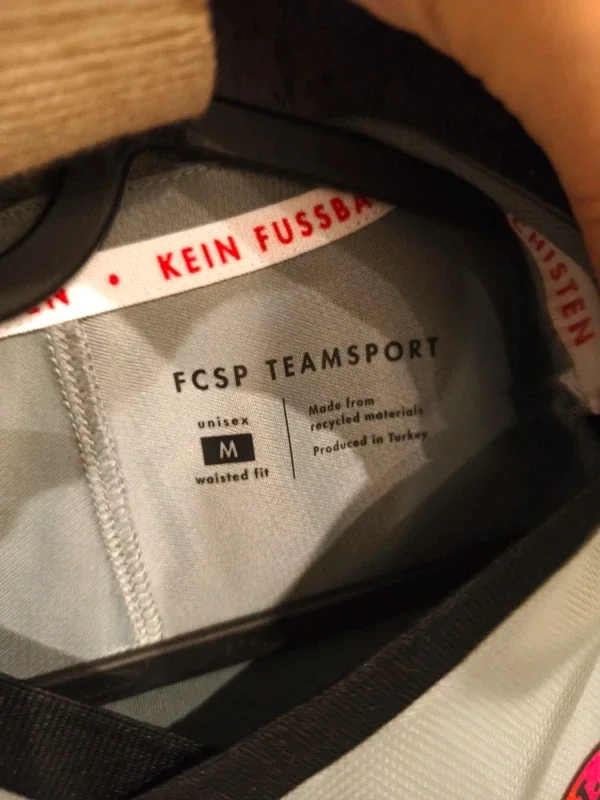 • KEIN FUSSBA
CHISTEN
FCSP TEAMSPORT
unisex
M
waisted fit
Made from
recycled materials
Produced in Turkey